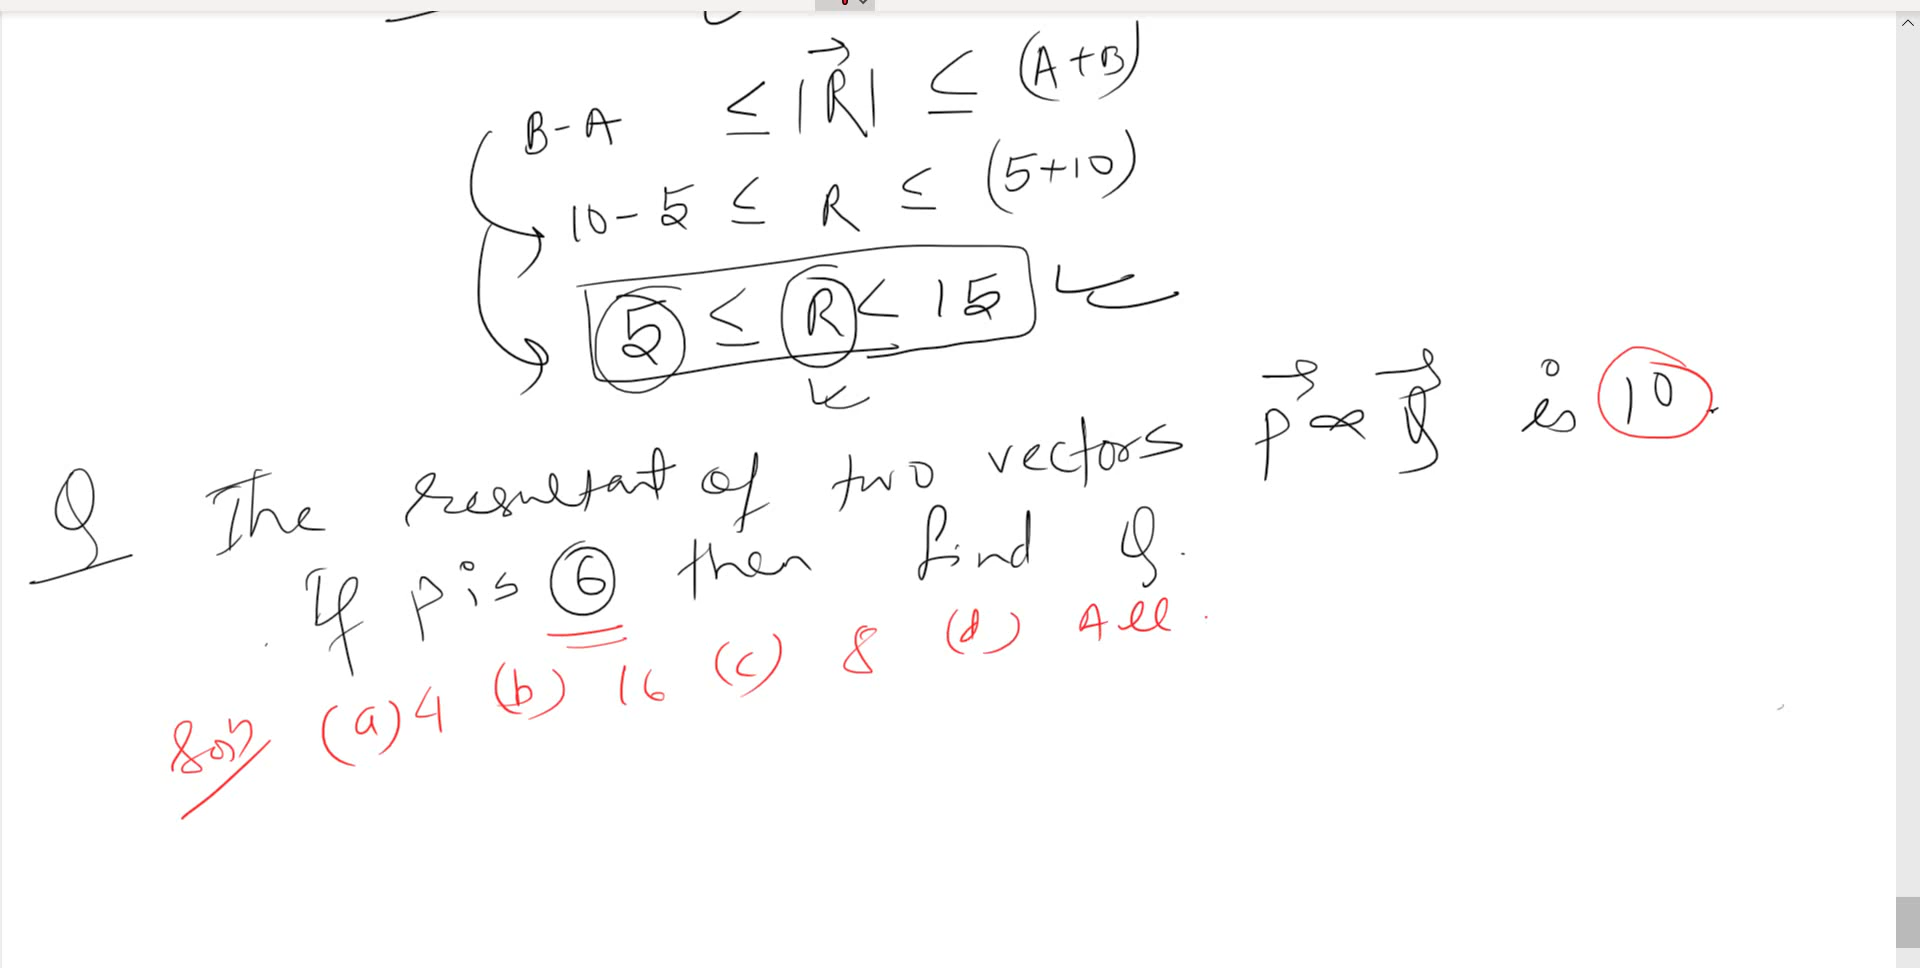 B-A ≤ |R⃗| ≤ (A+B)
10-5 ≤ R ≤ (5+10)
5 ≤ R < 15
Q The resultant of two vectors P⃗ & Q⃗ is 10.
If P is 6 then find Q.
Sol^n (a) 4 (b) 16 (c) 8 (d) All.